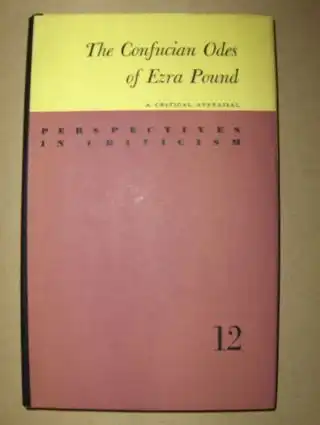 The Confucian Odes
of Ezra Pound
A CRITICAL APPRAISAL
PERSPECTIVES
IN CRITICISM
12